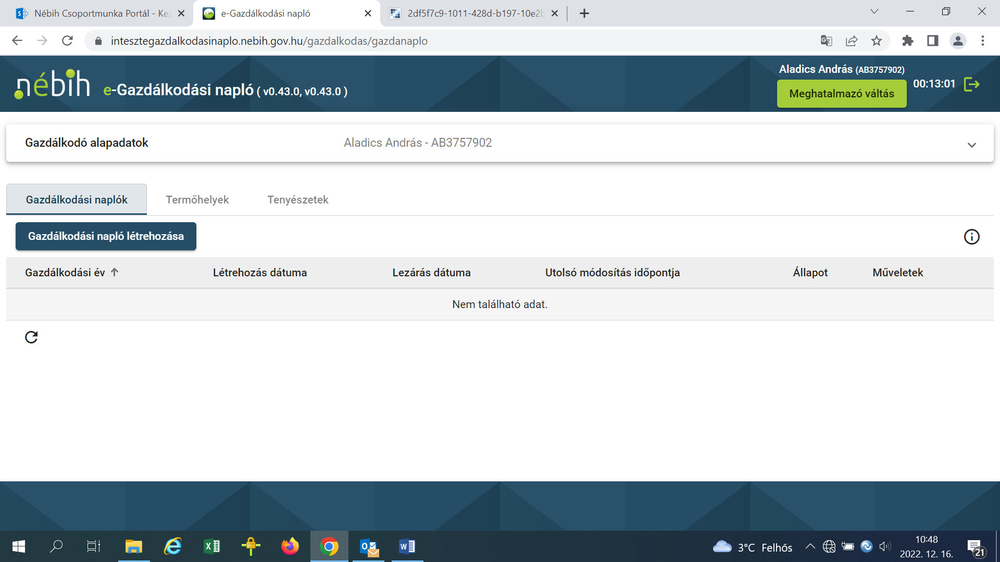 Nébih Csoportmunka Portál - Kez
e-Gazdálkodási napló
2df5f7c9-1011-428d-b197-10e2b
intesztegazdalkodasinaplo.nebih.gov.hu/gazdalkodas/gazdanaplo
nébih
e-Gazdálkodási napló ( v0.43.0, v0.43.0 )
Aladics András (AB3757902)
Meghatalmazó váltás
00:13:01
Gazdálkodó alapadatok
Aladics András - AB3757902
Gazdálkodási naplók
Termőhelyek
Tenyészetek
Gazdálkodási napló létrehozása
Gazdálkodási év
Létrehozás dátuma
Lezárás dátuma
Utolsó módosítás időpontja
Állapot
Műveletek
Nem található adat.
3°C Felhős
10:48
2022. 12. 16.
21